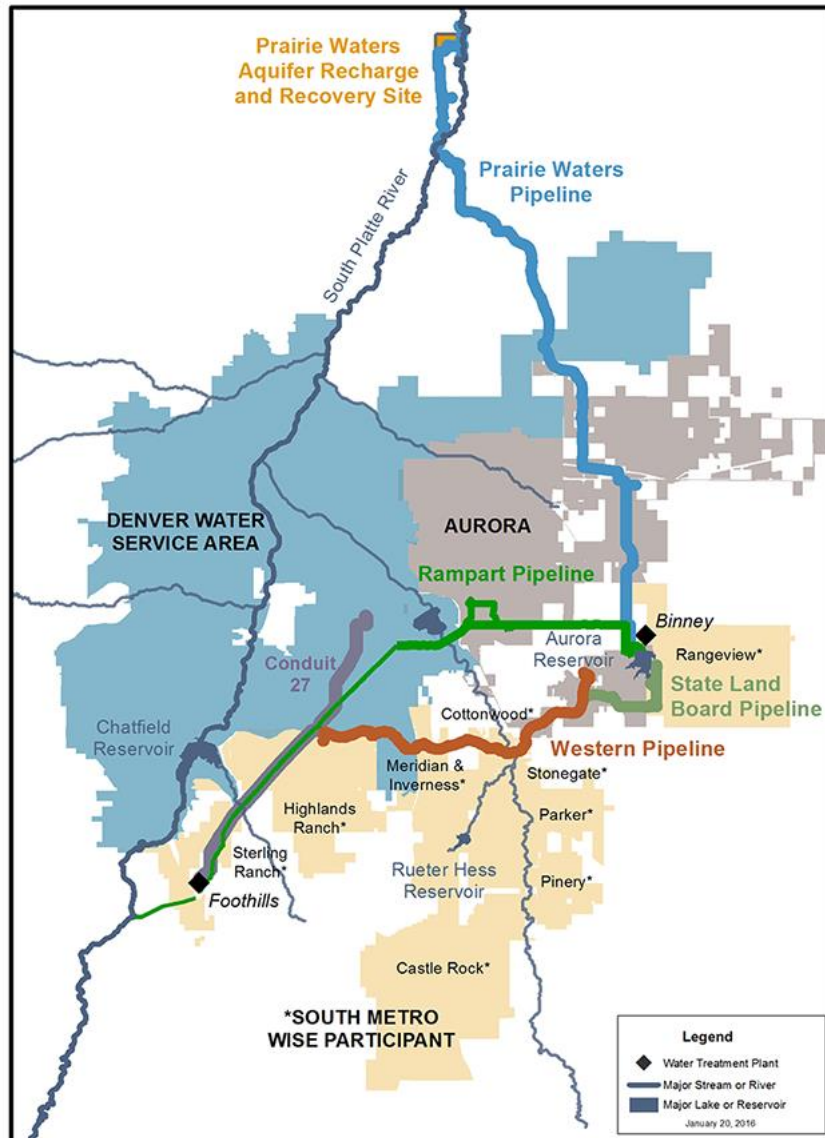 Prairie Waters
Aquifer Recharge
and Recovery Site
Prairie Waters
Pipeline
South Platte River
DENVER WATER
SERVICE AREA
AURORA
Rampart Pipeline
Binney
Aurora
Reservoir
Rangeview*
Conduit
27
State Land
Board Pipeline
Cottonwood*
Chatfield
Reservoir
Western Pipeline
Meridian &
Inverness*
Stonegate*
Highlands
Ranch*
Parker*
Sterling
Ranch*
Rueter Hess
Reservoir
Pinery*
Foothills
Castle Rock*
*SOUTH METRO
WISE PARTICIPANT
Legend
Water Treatment Plant
Major Stream or River
Major Lake or Reservoir
January 20, 2016